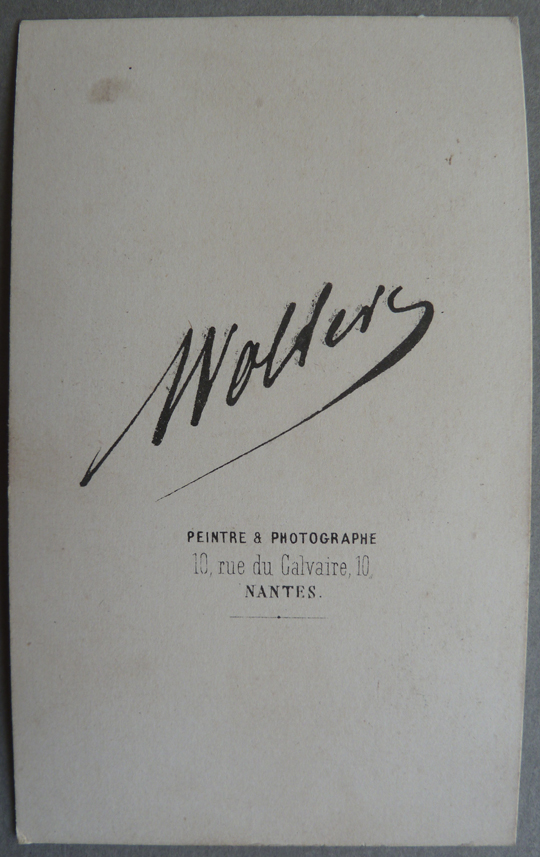 Wolters
PEINTRE & PHOTOGRAPHE
10, rue du Calvaire, 10,
NANTES.